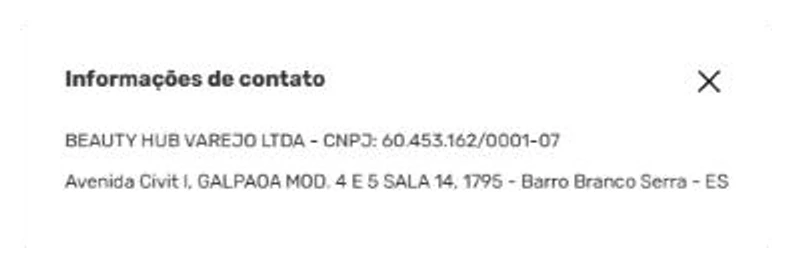 Informações de contato
BEAUTY HUB VAREJO LTDA - CNPJ: 60.453.162/0001-07
Avenida Civit I, GALPAOA MOD. 4 E 5 SALA 14, 1795 - Barro Branco Serra - ES